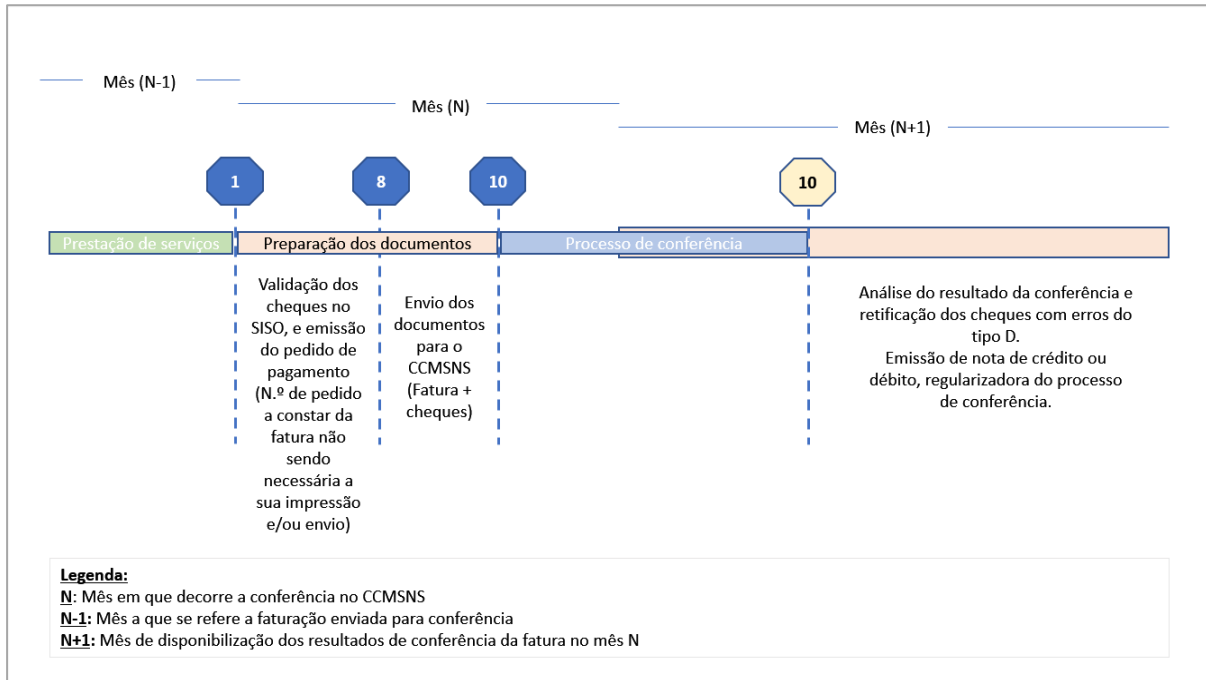 Mês (N-1)
Mês (N)
Mês (N+1)
1
8
10
10
Prestação de serviços
Preparação dos documentos
Processo de conferência
Validação dos
cheques no
SISO, e emissão
do pedido de
pagamento
(N.º de pedido
a constar da
fatura não
sendo
necessária a
sua impressão
e/ou envio)
Envio dos
documentos
para o
CCMSNS
(Fatura +
cheques)
Análise do resultado da conferência e
retificação dos cheques com erros do
tipo D.
Emissão de nota de crédito ou
débito, regularizadora do processo
de conferência.
Legenda:
N: Mês em que decorre a conferência no CCMSNS
N-1: Mês a que se refere a faturação enviada para conferência
N+1: Mês de disponibilização dos resultados de conferência da fatura no mês N